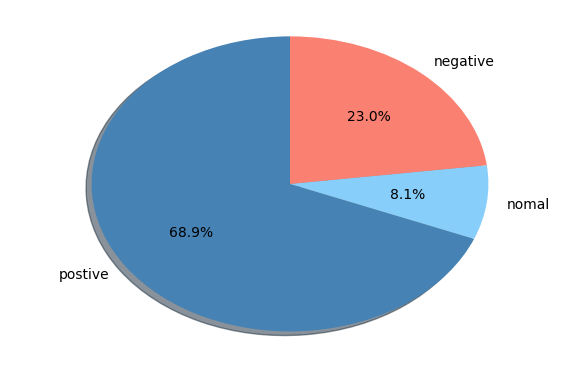 negative
23.0%
8.1%
nomal
68.9%
postive